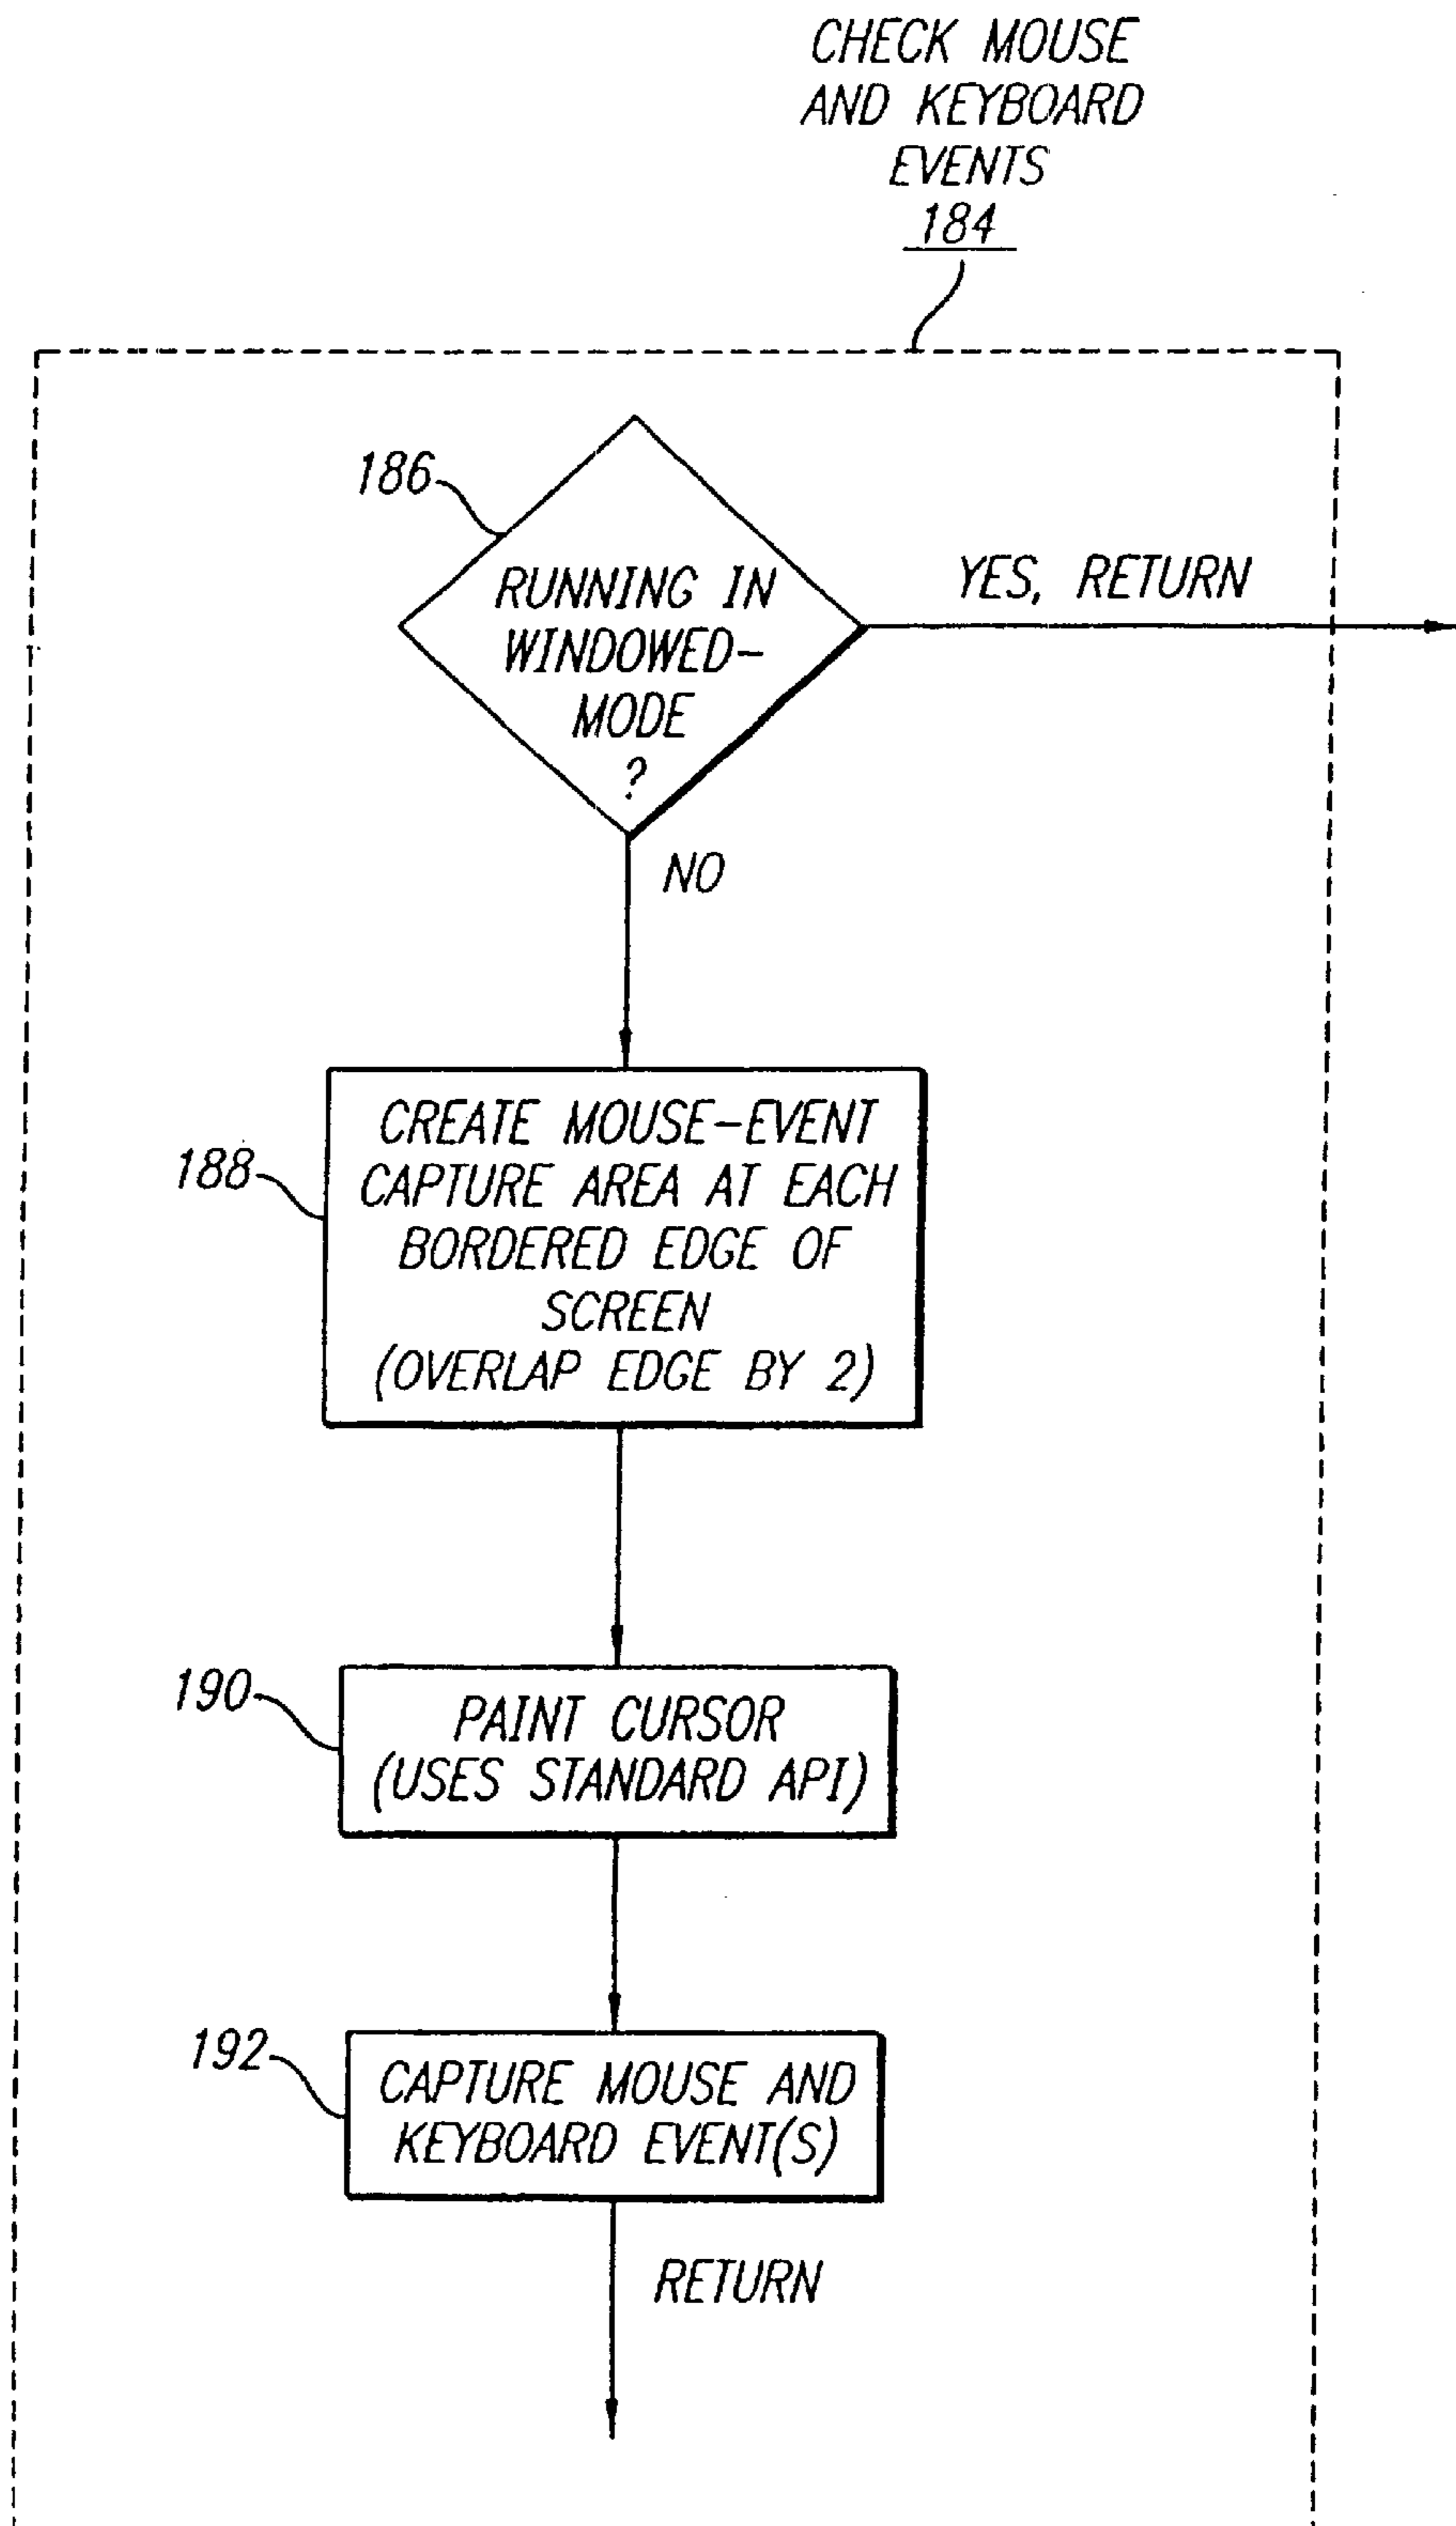 CHECK MOUSE
AND KEYBOARD
EVENTS
184
186
RUNNING IN
WINDOWED-
MODE
?
YES, RETURN
NO
188
CREATE MOUSE-EVENT
CAPTURE AREA AT EACH
BORDERED EDGE OF
SCREEN
(OVERLAP EDGE BY 2)
190
PAINT CURSOR
(USES STANDARD API)
192
CAPTURE MOUSE AND
KEYBOARD EVENT(S)
RETURN